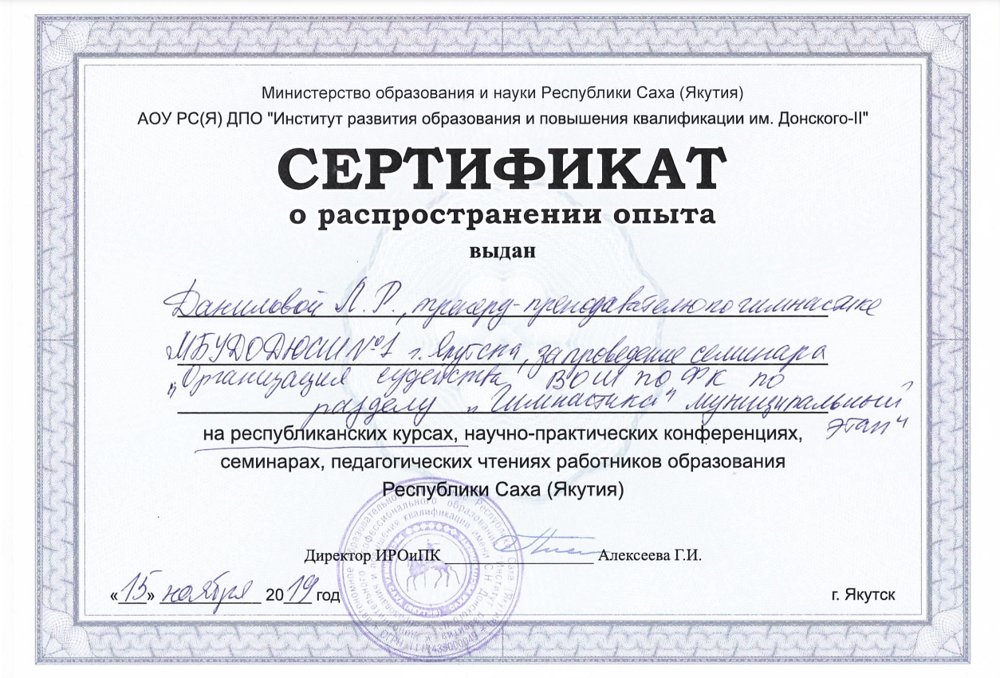 Министерство образования и науки Республики Саха (Якутия)
АОУ РС(Я) ДПО "Институт развития образования и повышения квалификации им. Донского-II"
СЕРТИФИКАТ
о распространении опыта
выдан
Даниловой Л. Р., тренеру-преподавателю по гимнастике
МБУДОДЮСШ №1 г. Якутска, за проведение семинара
„Организация судейства ВОШ по ФК по
разделу „Гимнастика" муниципальный
этап"
на республиканских курсах, научно-практических конференциях,
семинарах, педагогических чтениях работников образования
Республики Саха (Якутия)
Директор ИРОиПК Алексеева Г.И.
«15» ноября 2019 год г. Якутск